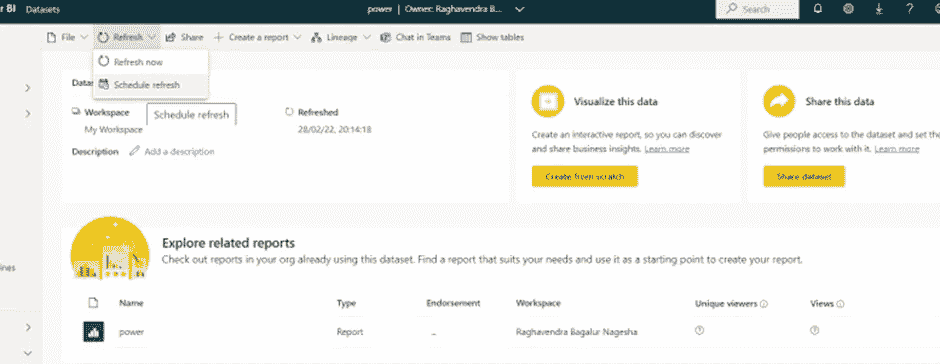 BI Datasets power | Owner: Raghavendra B... Search
File Refresh Share Create a report Lineage Chat in Teams Show tables
Refresh now
Schedule refresh
Datas
Workspace Schedule refresh Refreshed
My Workspace 28/02/22, 20:14:18
Description Add a description
Visualize this data
Create an interactive report, so you can discover
and share business insights. Learn more
Create from scratch
Share this data
Give people access to the dataset and set the
permissions to work with it. Learn more
Share dataset
Explore related reports
Check out reports in your org already using this dataset. Find a report that suits your needs and use it as a starting point to create your report.
Name Type Endorsement Workspace Unique viewers Views
power Report – Raghavendra Bagalur Nagesha
ines